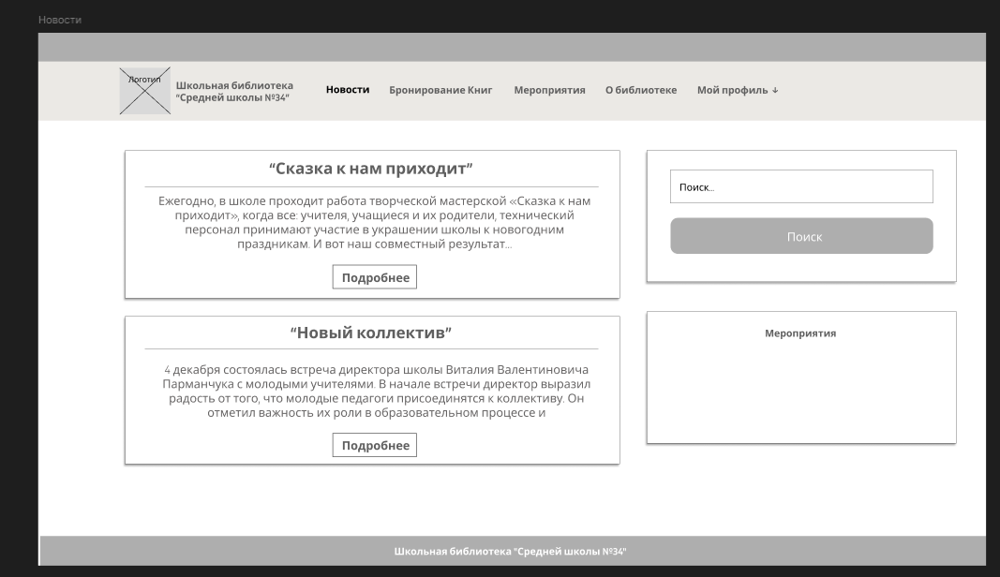 Новости
Логотип
Школьная библиотека
"Средней школы №34"
Новости Бронирование Книг Мероприятия О библиотеке Мой профиль ↓
“Сказка к нам приходит”
Ежегодно, в школе проходит работа творческой мастерской «Сказка к нам
приходит», когда все: учителя, учащиеся и их родители, технический
персонал принимают участие в украшении школы к новогодним
праздникам. И вот наш совместный результат...
Подробнее
“Новый коллектив”
4 декабря состоялась встреча директора школы Виталия Валентиновича
Парманчука с молодыми учителями. В начале встречи директор выразил
радость от того, что молодые педагоги присоединятся к коллективу. Он
отметил важность их роли в образовательном процессе и
Подробнее
Поиск...
Поиск
Мероприятия
Школьная библиотека "Средней школы №34"